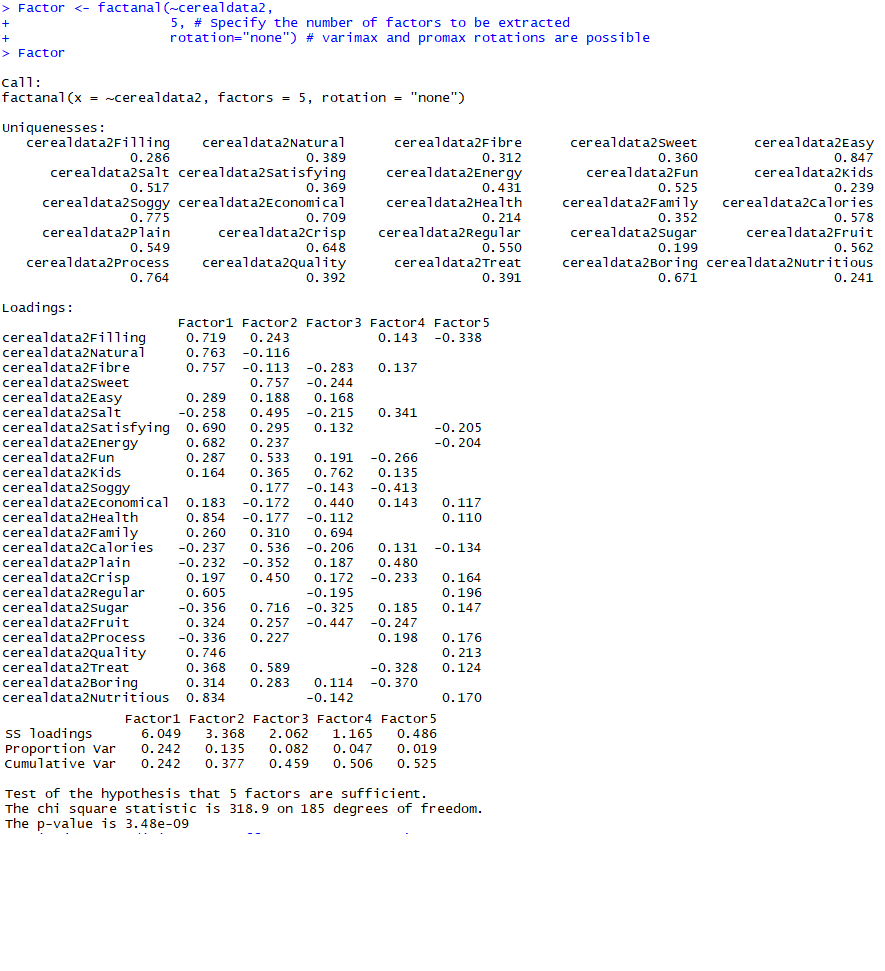 > Factor <- factanal(~cerealdata2,
+ 5, # Specify the number of factors to be extracted
+ rotation="none") # varimax and promax rotations are possible
> Factor
Call:
factanal(x = ~cerealdata2, factors = 5, rotation = "none")
Uniquenesses:
cerealdata2Filling cerealdata2Natural cerealdata2Fibre cerealdata2Sweet cerealdata2Easy
0.286 0.389 0.312 0.360 0.847
cerealdata2Salt cerealdata2Satisfying cerealdata2Energy cerealdata2Fun cerealdata2Kids
0.517 0.369 0.431 0.525 0.239
cerealdata2Soggy cerealdata2Economical cerealdata2Health cerealdata2Family cerealdata2Calories
0.775 0.709 0.214 0.352 0.578
cerealdata2Plain cerealdata2Crisp cerealdata2Regular cerealdata2Sugar cerealdata2Fruit
0.549 0.648 0.550 0.199 0.562
cerealdata2Process cerealdata2Quality cerealdata2Treat cerealdata2Boring cerealdata2Nutritious
0.764 0.392 0.391 0.671 0.241
Loadings:
Factor1 Factor2 Factor3 Factor4 Factor5
cerealdata2Filling 0.719 0.243 0.143 -0.338
cerealdata2Natural 0.763 -0.116
cerealdata2Fibre 0.757 -0.113 -0.283 0.137
cerealdata2Sweet 0.757 -0.244
cerealdata2Easy 0.289 0.188 0.168
cerealdata2Salt -0.258 0.495 -0.215 0.341
cerealdata2Satisfying 0.690 0.295 0.132 -0.205
cerealdata2Energy 0.682 0.237 -0.204
cerealdata2Fun 0.287 0.533 0.191 -0.266
cerealdata2Kids 0.164 0.365 0.762 0.135
cerealdata2Soggy 0.177 -0.143 -0.413
cerealdata2Economical 0.183 -0.172 0.440 0.143 0.117
cerealdata2Health 0.854 -0.177 -0.112 0.110
cerealdata2Family 0.260 0.310 0.694
cerealdata2Calories -0.237 0.536 -0.206 0.131 -0.134
cerealdata2Plain -0.232 -0.352 0.187 0.480
cerealdata2Crisp 0.197 0.450 0.172 -0.233 0.164
cerealdata2Regular 0.605 -0.195 0.196
cerealdata2Sugar -0.356 0.716 -0.325 0.185 0.147
cerealdata2Fruit 0.324 0.257 -0.447 -0.247
cerealdata2Process -0.336 0.227 0.198 0.176
cerealdata2Quality 0.746 0.213
cerealdata2Treat 0.368 0.589 -0.328 0.124
cerealdata2Boring 0.314 0.283 0.114 -0.370
cerealdata2Nutritious 0.834 -0.142 0.170
Factor1 Factor2 Factor3 Factor4 Factor5
SS loadings 6.049 3.368 2.062 1.165 0.486
Proportion Var 0.242 0.135 0.082 0.047 0.019
Cumulative Var 0.242 0.377 0.459 0.506 0.525
Test of the hypothesis that 5 factors are sufficient.
The chi square statistic is 318.9 on 185 degrees of freedom.
The p-value is 3.48e-09